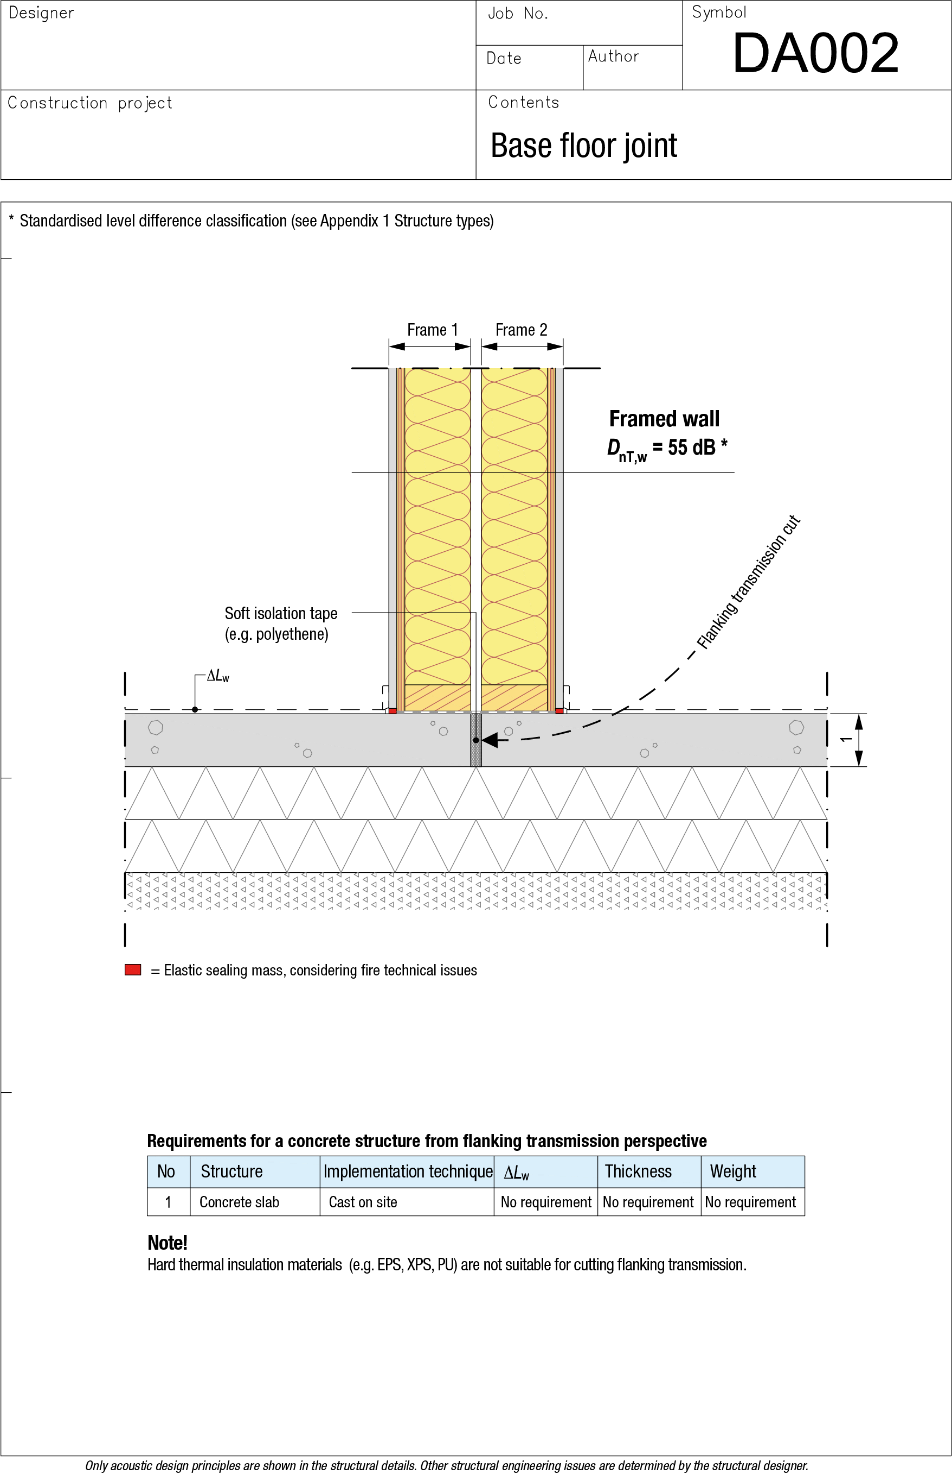 Designer
Job No.
Symbol
DA002
Date
Author
Construction project
Contents
Base floor joint
* Standardised level difference classification (see Appendix 1 Structure types)
Frame 1
Frame 2
Framed wall
DnT,w = 55 dB *
Flanking transmission cut
Soft isolation tape
(e.g. polyethene)
ΔLw
1
= Elastic sealing mass, considering fire technical issues
Requirements for a concrete structure from flanking transmission perspective
No Structure Implementation technique ΔLw Thickness Weight
1 Concrete slab Cast on site No requirement No requirement No requirement
Note!
Hard thermal insulation materials (e.g. EPS, XPS, PU) are not suitable for cutting flanking transmission.
Only acoustic design principles are shown in the structural details. Other structural engineering issues are determined by the structural designer.